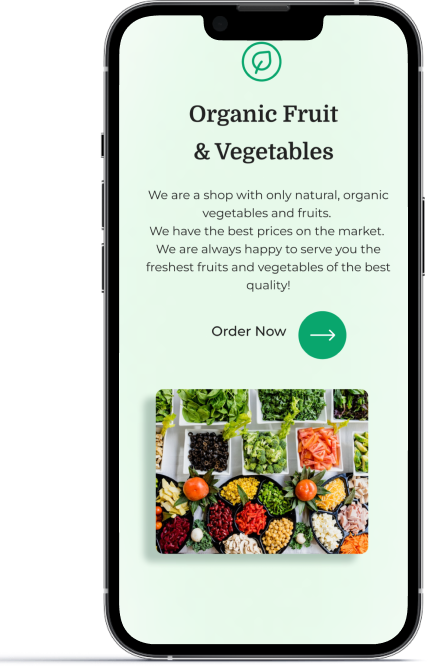 Organic Fruit
& Vegetables
We are a shop with only natural, organic
vegetables and fruits.
We have the best prices on the market.
We are always happy to serve you the
freshest fruits and vegetables of the best
quality!
Order Now